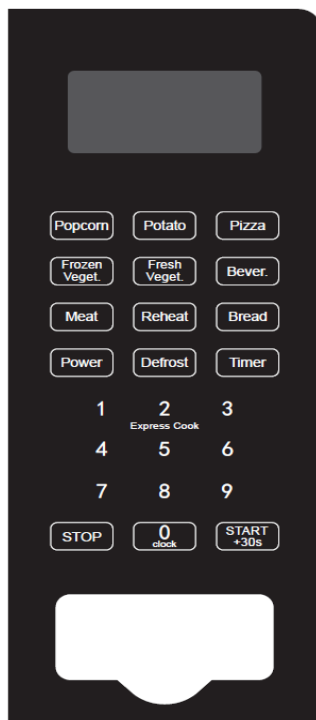 Popcorn Potato Pizza
Frozen Veget. Fresh Veget. Bever.
Meat Reheat Bread
Power Defrost Timer
1 2 3
Express Cook
4 5 6
7 8 9
STOP 0 clock START +30s